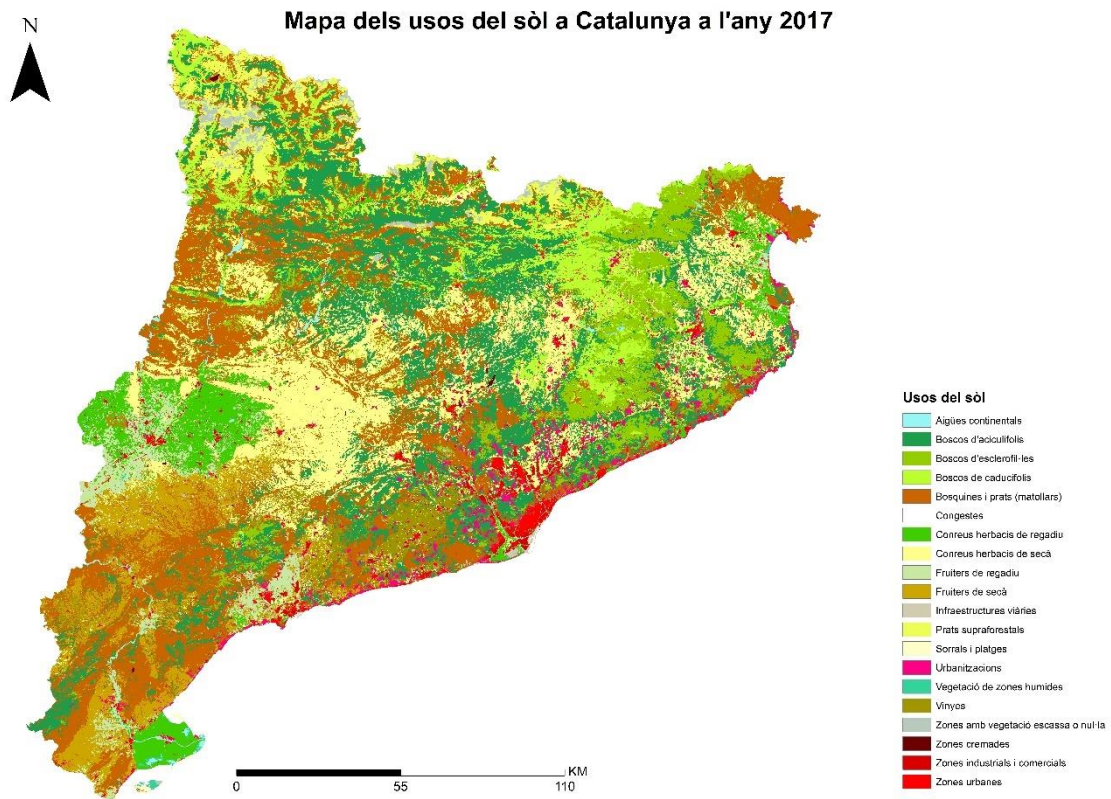 Mapa dels usos del sòl a Catalunya a l'any 2017
N
Usos del sòl
Aigües continentals
Boscos d'aciculifolis
Boscos d'esclerofil·les
Boscos de caducifolis
Bosquines i prats (matollars)
Congestes
Conreus herbacis de regadiu
Conreus herbacis de secà
Fruiters de regadiu
Fruiters de secà
Infraestructures viàries
Prats supraforestals
Sorrals i platges
Urbanitzacions
Vegetació de zones humides
Vinyes
Zones amb vegetació escassa o nul·la
Zones cremades
Zones industrials i comercials
Zones urbanes
KM
0 55 110